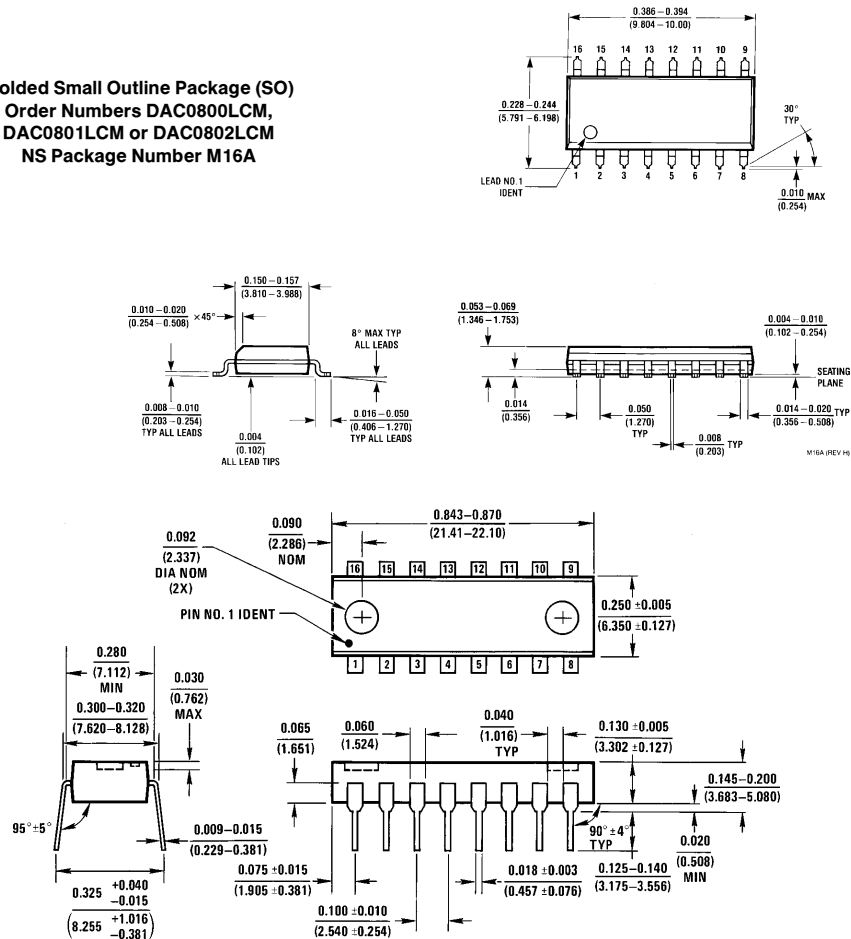 olded Small Outline Package (SO)
Order Numbers DAC0800LCM,
DAC0801LCM or DAC0802LCM
NS Package Number M16A
0.386 – 0.394
(9.804 – 10.00)
16 15 14 13 12 11 10 9
0.228 – 0.244
(5.791 – 6.198)
30°
TYP
LEAD NO. 1
IDENT
1 2 3 4 5 6 7 8
0.010 MAX
(0.254)
0.150 – 0.157
(3.810 – 3.988)
0.010 – 0.020 ×45°
(0.254 – 0.508)
8° MAX TYP
ALL LEADS
0.008 – 0.010
(0.203 – 0.254)
TYP ALL LEADS
0.004
(0.102)
ALL LEAD TIPS
0.016 – 0.050
(0.406 – 1.270)
TYP ALL LEADS
0.053 – 0.069
(1.346 – 1.753)
0.004 – 0.010
(0.102 – 0.254)
SEATING
PLANE
0.014
(0.356)
0.050
(1.270)
TYP
0.008 TYP
(0.203)
0.014 – 0.020 TYP
(0.356 – 0.508)
M16A (REV H)
0.843–0.870
(21.41–22.10)
0.090
(2.286)
NOM
0.092
(2.337)
DIA NOM
(2X)
16 15 14 13 12 11 10 9
PIN NO. 1 IDENT
0.250 ±0.005
(6.350 ±0.127)
1 2 3 4 5 6 7 8
0.280
(7.112)
MIN
0.030
(0.762)
MAX
0.300–0.320
(7.620–8.128)
95°±5°
0.009–0.015
(0.229–0.381)
0.325 +0.040
-0.015
(8.255 +1.016
-0.381)
0.065
(1.651)
0.060
(1.524)
0.040
(1.016)
TYP
0.130 ±0.005
(3.302 ±0.127)
0.145–0.200
(3.683–5.080)
90°±4°
TYP
0.020
(0.508)
MIN
0.125–0.140
(3.175–3.556)
0.075 ±0.015
(1.905 ±0.381)
0.018 ±0.003
(0.457 ±0.076)
0.100 ±0.010
(2.540 ±0.254)